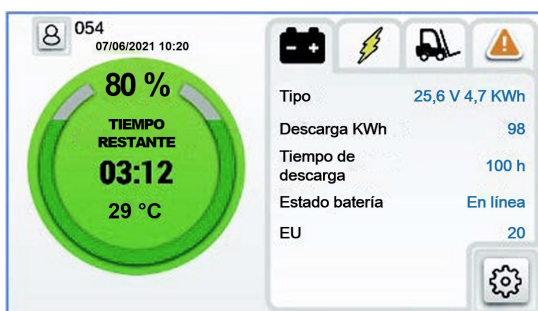 054
07/06/2021 10:20
80 %
TIEMPO
RESTANTE
03:12
29 °C
Tipo 25,6 V 4,7 KWh
Descarga KWh 98
Tiempo de
descarga 100 h
Estado batería En línea
EU 20